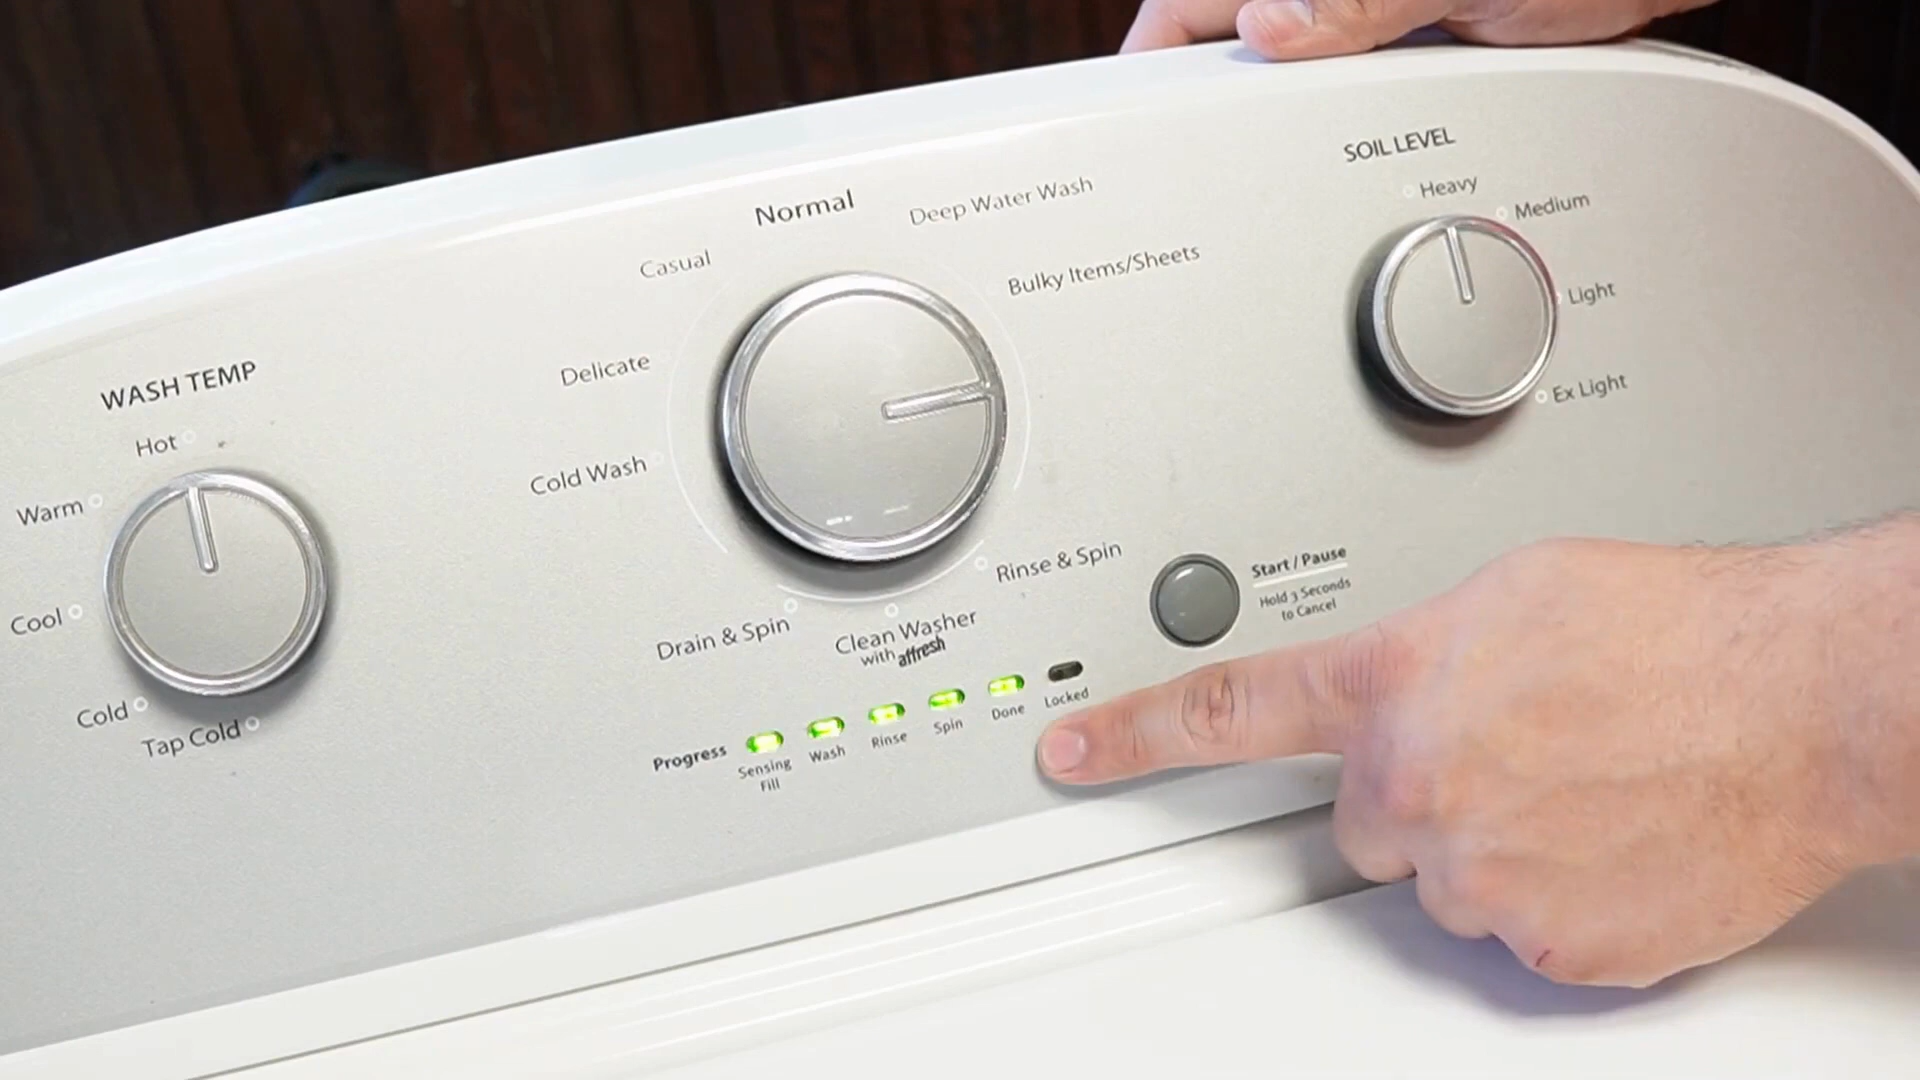 WASH TEMP
Hot
Warm
Cool
Cold
Tap Cold
Normal
Casual
Delicate
Cold Wash
Drain & Spin
Clean Washer
with affresh
Rinse & Spin
Bulky Items/Sheets
Deep Water Wash
SOIL LEVEL
Heavy
Medium
Light
Ex Light
Start / Pause
Hold 3 Seconds
to Cancel
Progress
Sensing
Fill
Wash
Rinse
Spin
Done
Locked